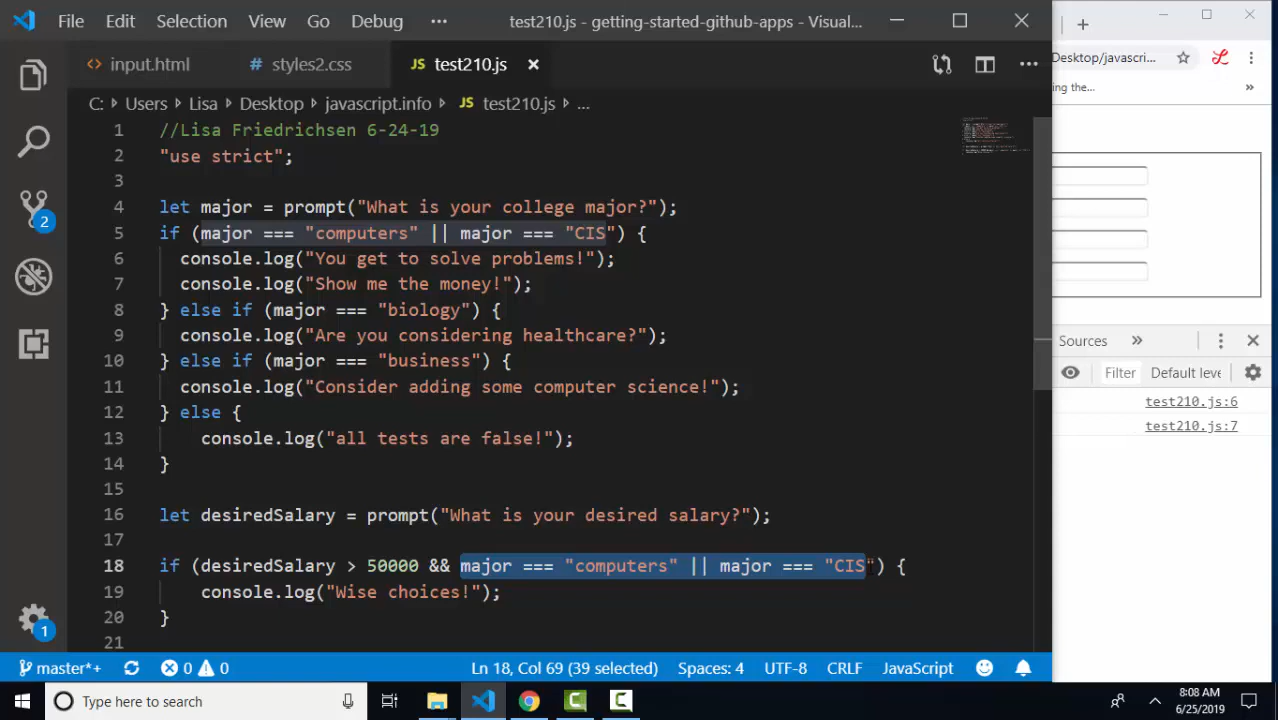 File Edit Selection View Go Debug ··· test210.js - getting-started-github-apps - Visual...
input.html styles2.css JS test210.js
Desktop/javascri...
ng the... »
C: Users Lisa Desktop javascript.info JS test210.js ...
1 //Lisa Friedrichsen 6-24-19
2 "use strict";
3
4 let major = prompt("What is your college major?");
5 if (major === "computers" || major === "CIS") {
6 console.log("You get to solve problems!");
7 console.log("Show me the money!");
8 } else if (major === "biology") {
9 console.log("Are you considering healthcare?");
10 } else if (major === "business") {
11 console.log("Consider adding some computer science!");
12 } else {
13 console.log("all tests are false!");
14 }
15
16 let desiredSalary = prompt("What is your desired salary?");
17
18 if (desiredSalary > 50000 && major === "computers" || major === "CIS") {
19 console.log("Wise choices!");
20 }
21
2
1
Sources »
Filter Default leve
test210.js:6
test210.js:7
master*+ 0 0 Ln 18, Col 69 (39 selected) Spaces: 4 UTF-8 CRLF JavaScript
Type here to search
8:08 AM
6/25/2019